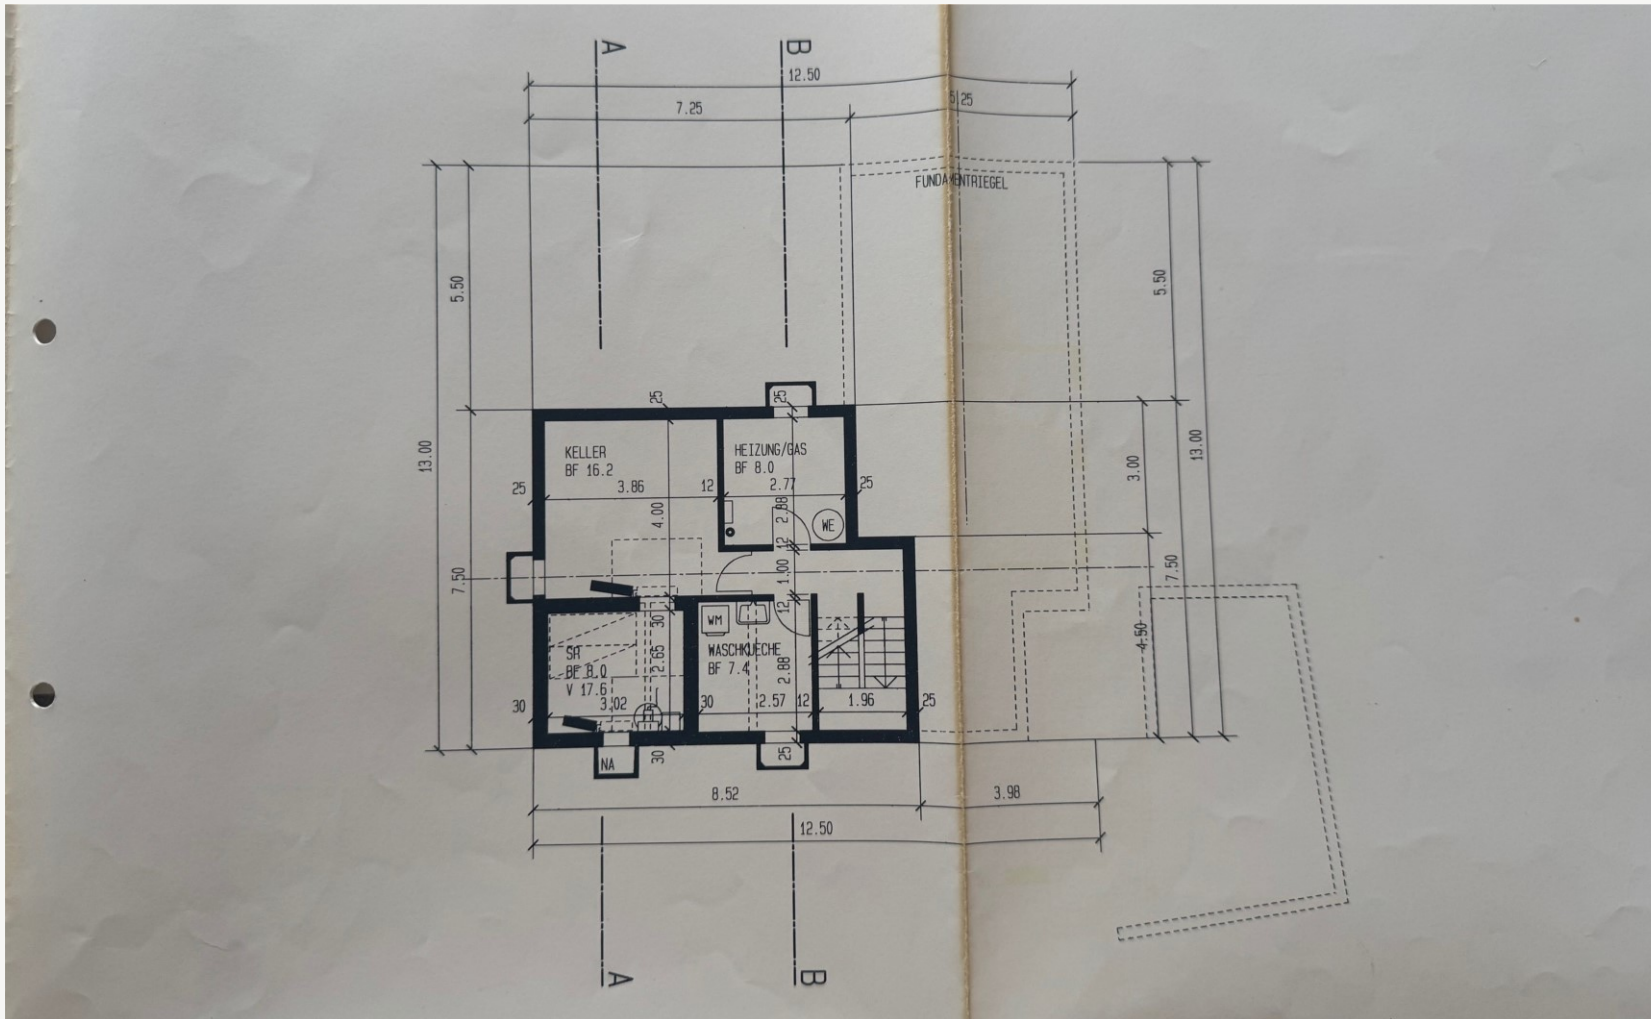 A
B
12.50
7.25
5.25
FUNDAMENTRIEGEL
5.50
5.50
25
25
13.00
KELLER
BF 16.2
HEIZUNG/GAS
BF 8.0
13.00
3.00
25
3.86
12
2.77
25
4.00
2.88
WE
12
7.50
1.00
7.50
12
30
WM
4.50
SR
BF 8.0
V 17.6
2.65
WASCHKUECHE
BF 7.4
2.88
30
3.02
30
2.57
12
1.96
25
NA
30
25
8.52
3.98
12.50
A
B